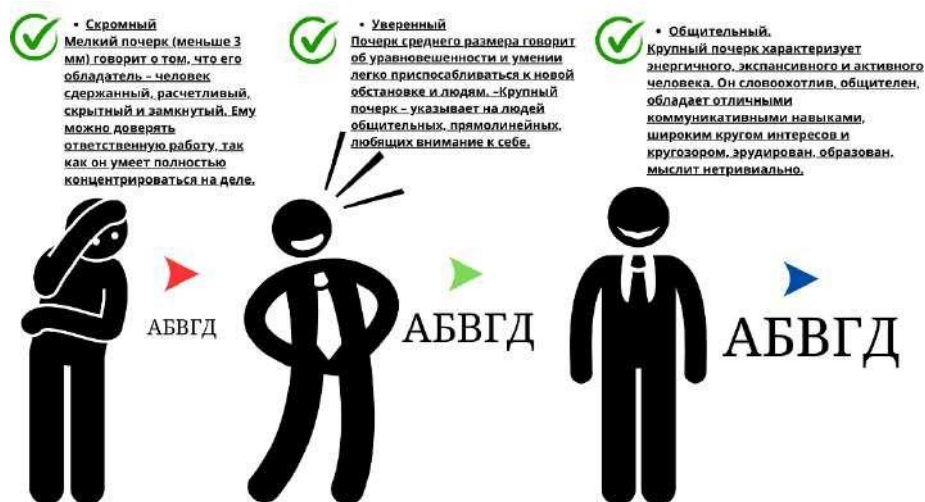 • Скромный
Мелкий почерк (меньше 3
мм) говорит о том, что его
обладатель – человек
сдержанный, расчетливый,
скрытный и замкнутый. Ему
можно доверять
ответственную работу, так
как он умеет полностью
концентрироваться на деле.
• Уверенный
Почерк среднего размера говорит
об уравновешенности и умении
легко приспосабливаться к новой
обстановке и людям. –Крупный
почерк – указывает на людей
общительных, прямолинейных,
любящих внимание к себе.
• Общительный.
Крупный почерк характеризует
энергичного, экспансивного и активного
человека. Он словоохотлив, общителен,
обладает отличными
коммуникативными навыками,
широким кругом интересов и
кругозором, эрудирован, образован,
мыслит нетривиально.
АБВГД
АБВГД
АБВГД